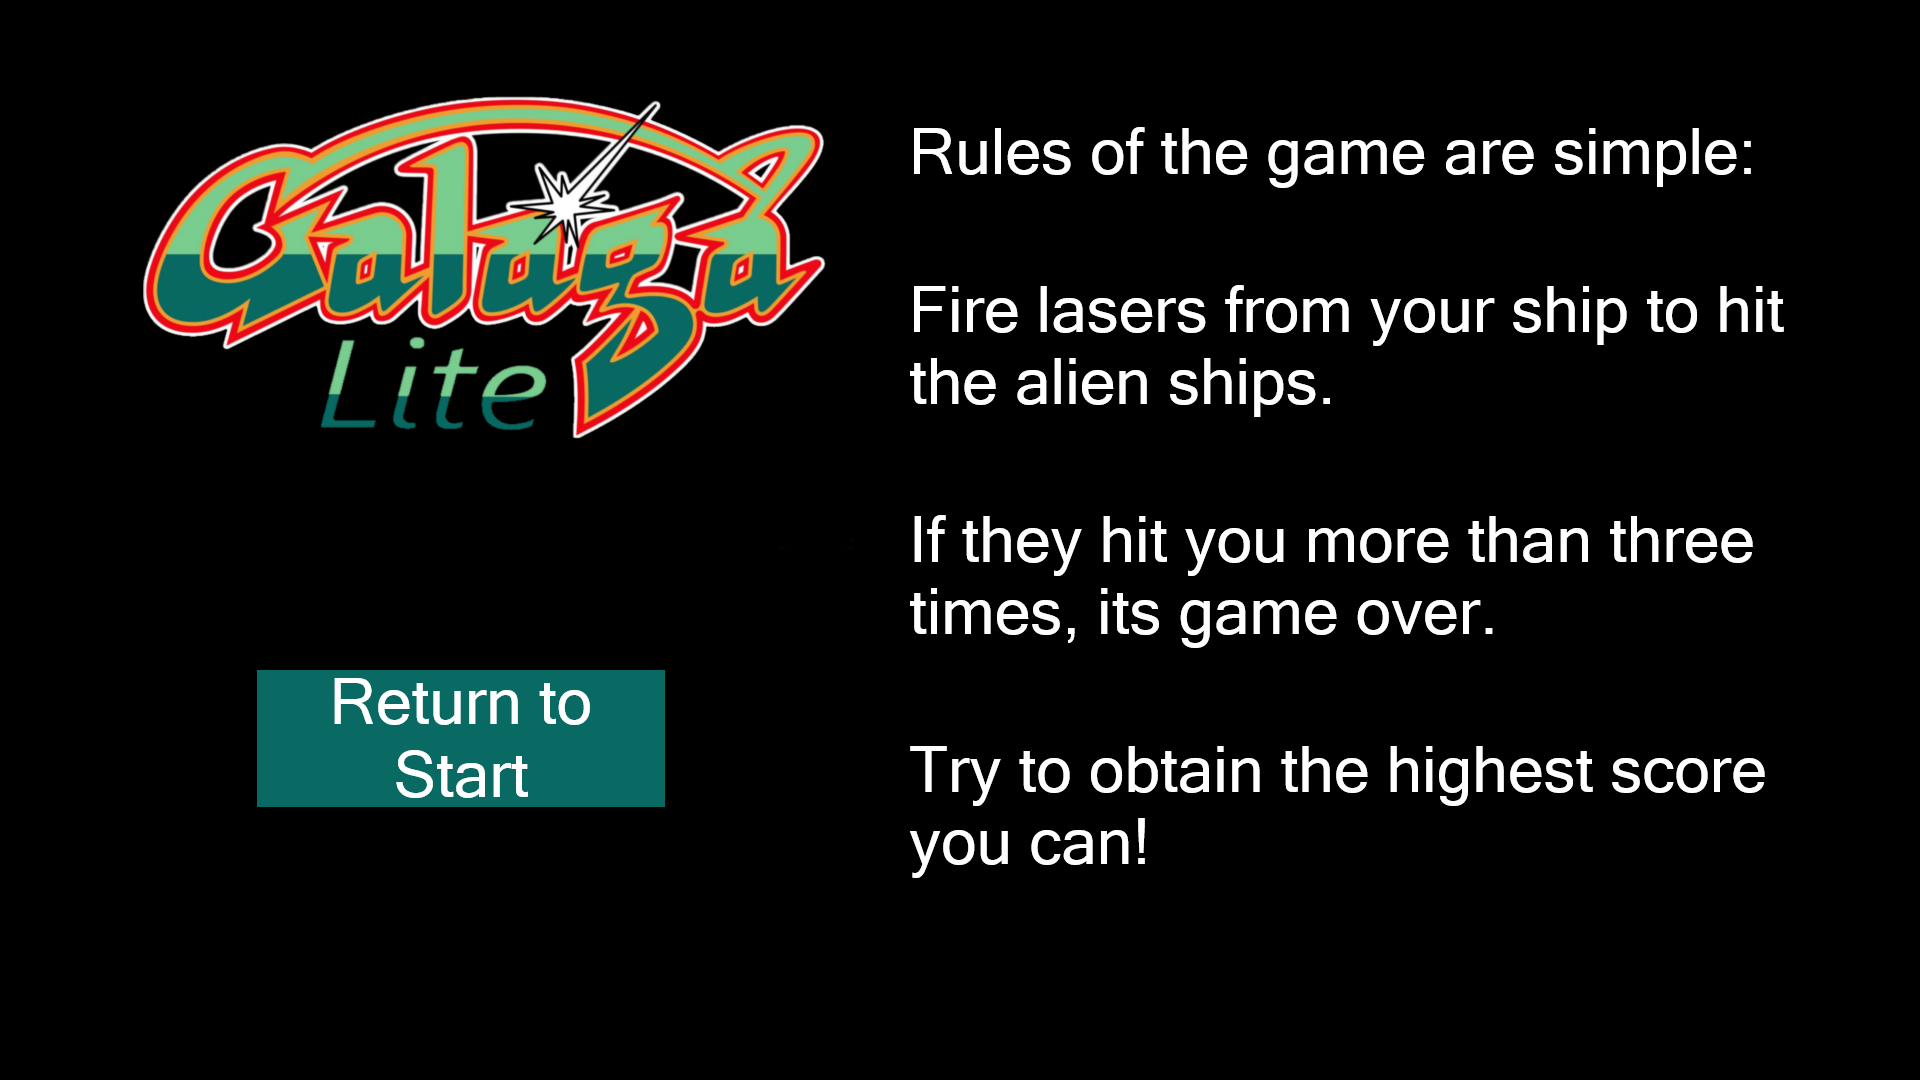 Galaga
Lite
Rules of the game are simple:
Fire lasers from your ship to hit
the alien ships.
If they hit you more than three
times, its game over.
Try to obtain the highest score
you can!
Return to
Start